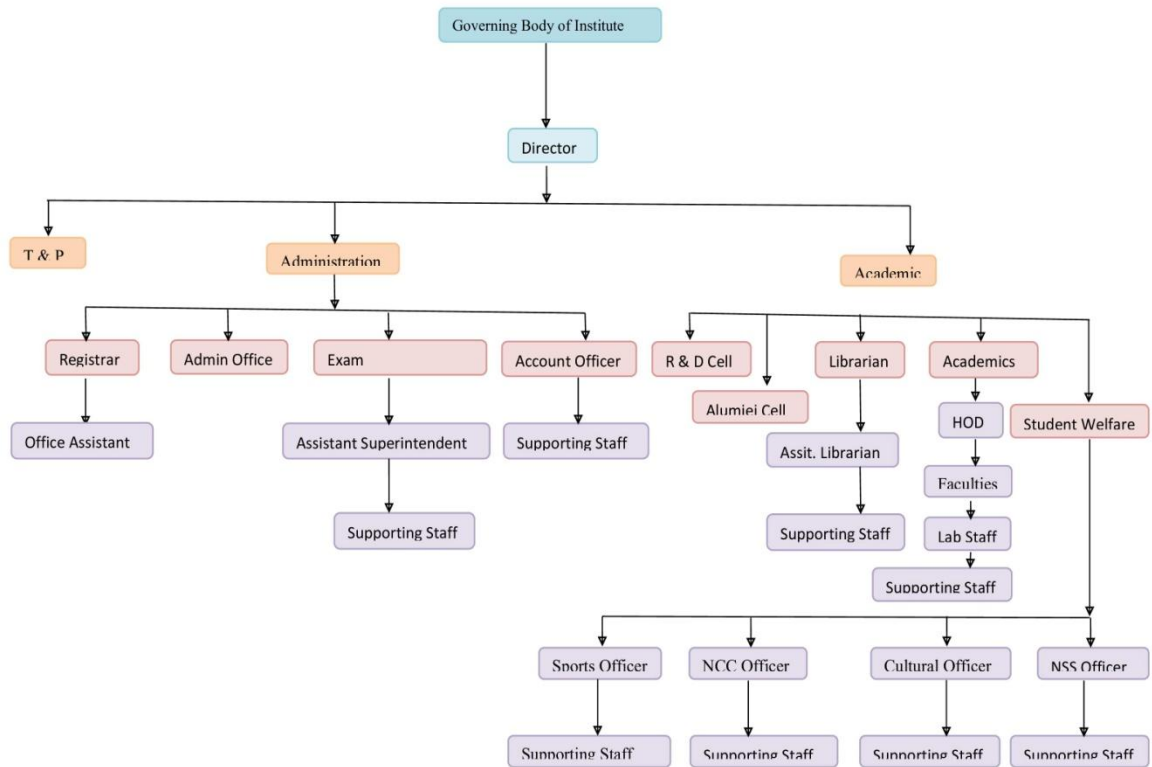 Governing Body of Institute
Director
T & P
Administration
Academic
Registrar
Admin Office
Exam
Account Officer
R & D Cell
Librarian
Academics
Alumiei Cell
Student Welfare
Office Assistant
Assistant Superintendent
Supporting Staff
Assit. Librarian
HOD
Faculties
Supporting Staff
Supporting Staff
Lab Staff
Supporting Staff
Sports Officer
NCC Officer
Cultural Officer
NSS Officer
Supporting Staff
Supporting Staff
Supporting Staff
Supporting Staff